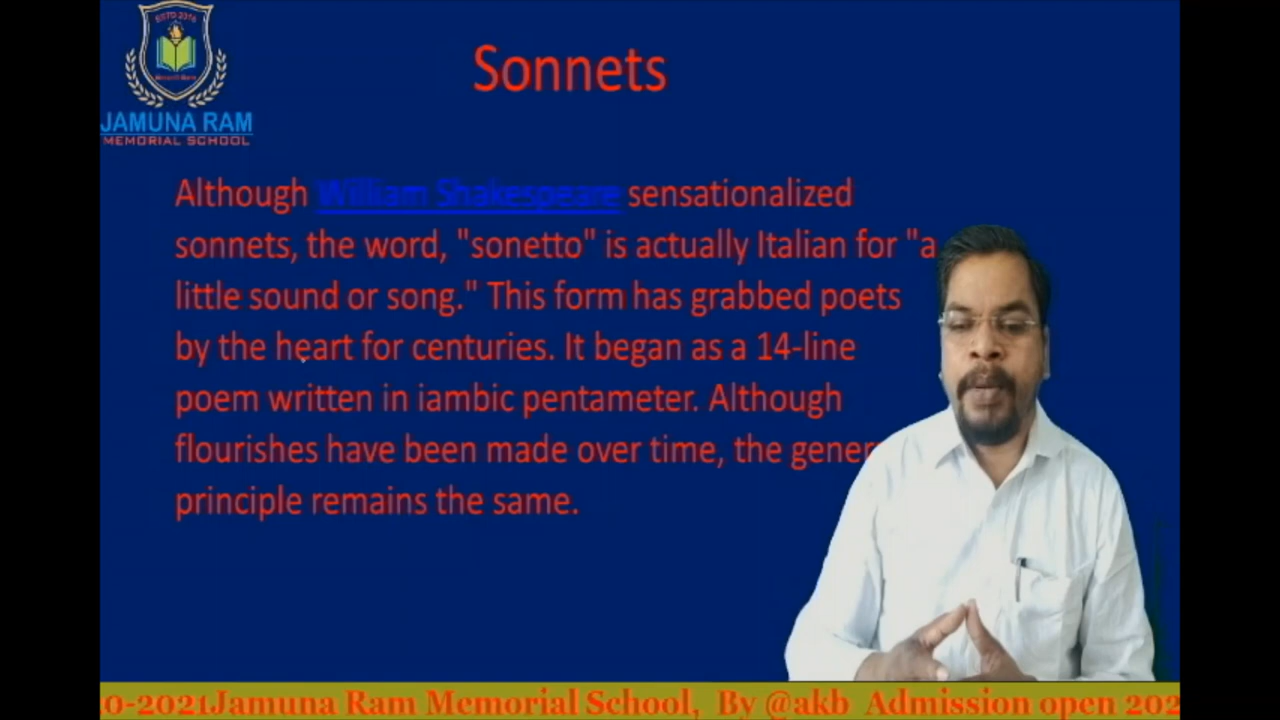 ESTD-2016
JAMUNA RAM
MEMORIAL SCHOOL
Sonnets
Although William Shakespeare sensationalized
sonnets, the word, "sonetto" is actually Italian for "a
little sound or song." This form has grabbed poets
by the heart for centuries. It began as a 14-line
poem written in iambic pentameter. Although
flourishes have been made over time, the gener
principle remains the same.
0-2021Jamuna Ram Memorial School, By @akb Admission open 202